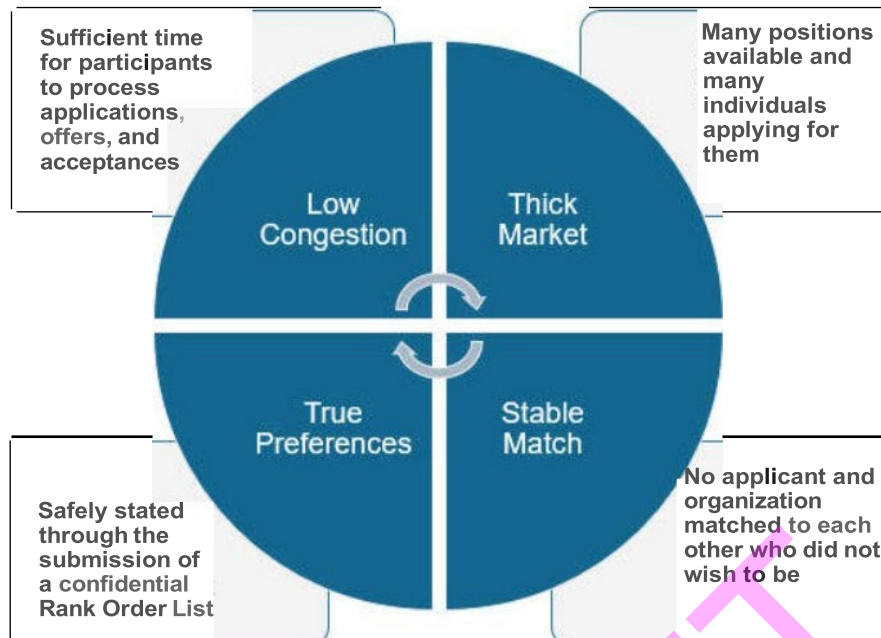 Sufficient time
for participants
to process
applications,
offers, and
acceptances
Many positions
available and
many
individuals
applying for
them
Low
Congestion
Thick
Market
True
Preferences
Stable
Match
Safely stated
through the
submission of
a confidential
Rank Order List
No applicant and
organization
matched to each
other who did not
wish to be